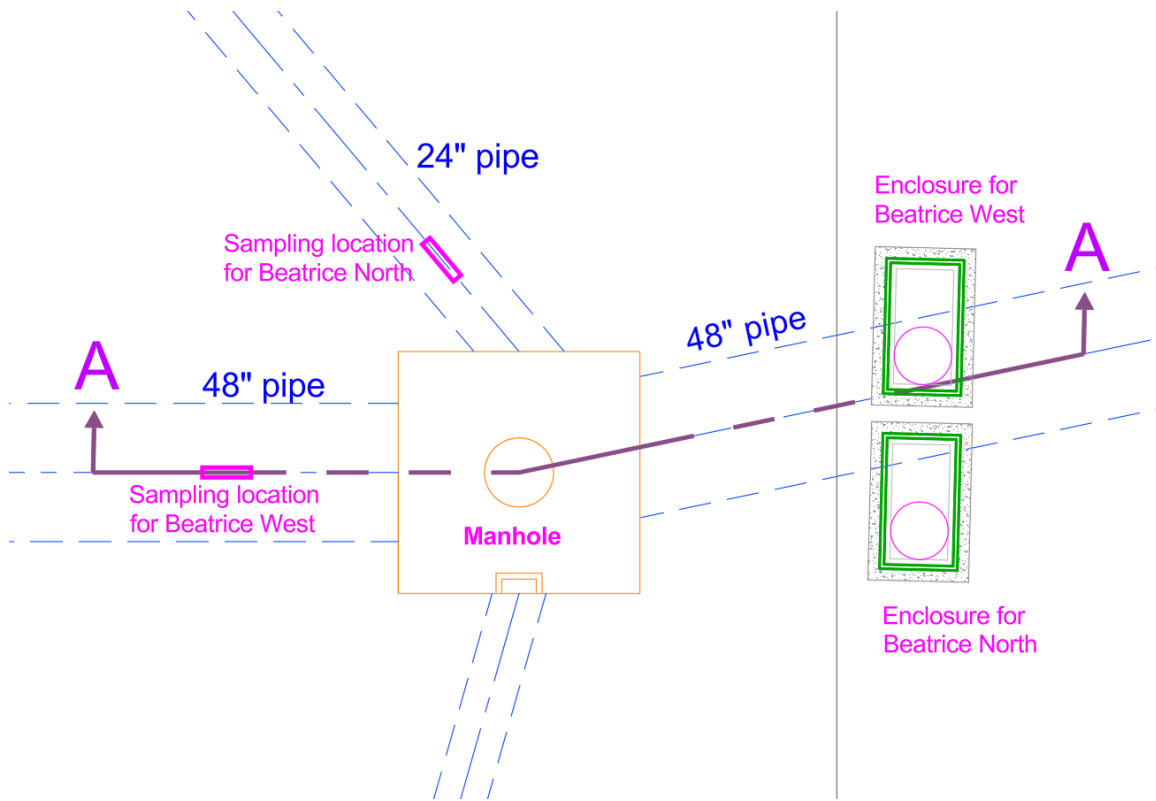 24" pipe
Enclosure for
Beatrice West
Sampling location
for Beatrice North
A
48" pipe
A
48" pipe
Sampling location
for Beatrice West
Manhole
Enclosure for
Beatrice North